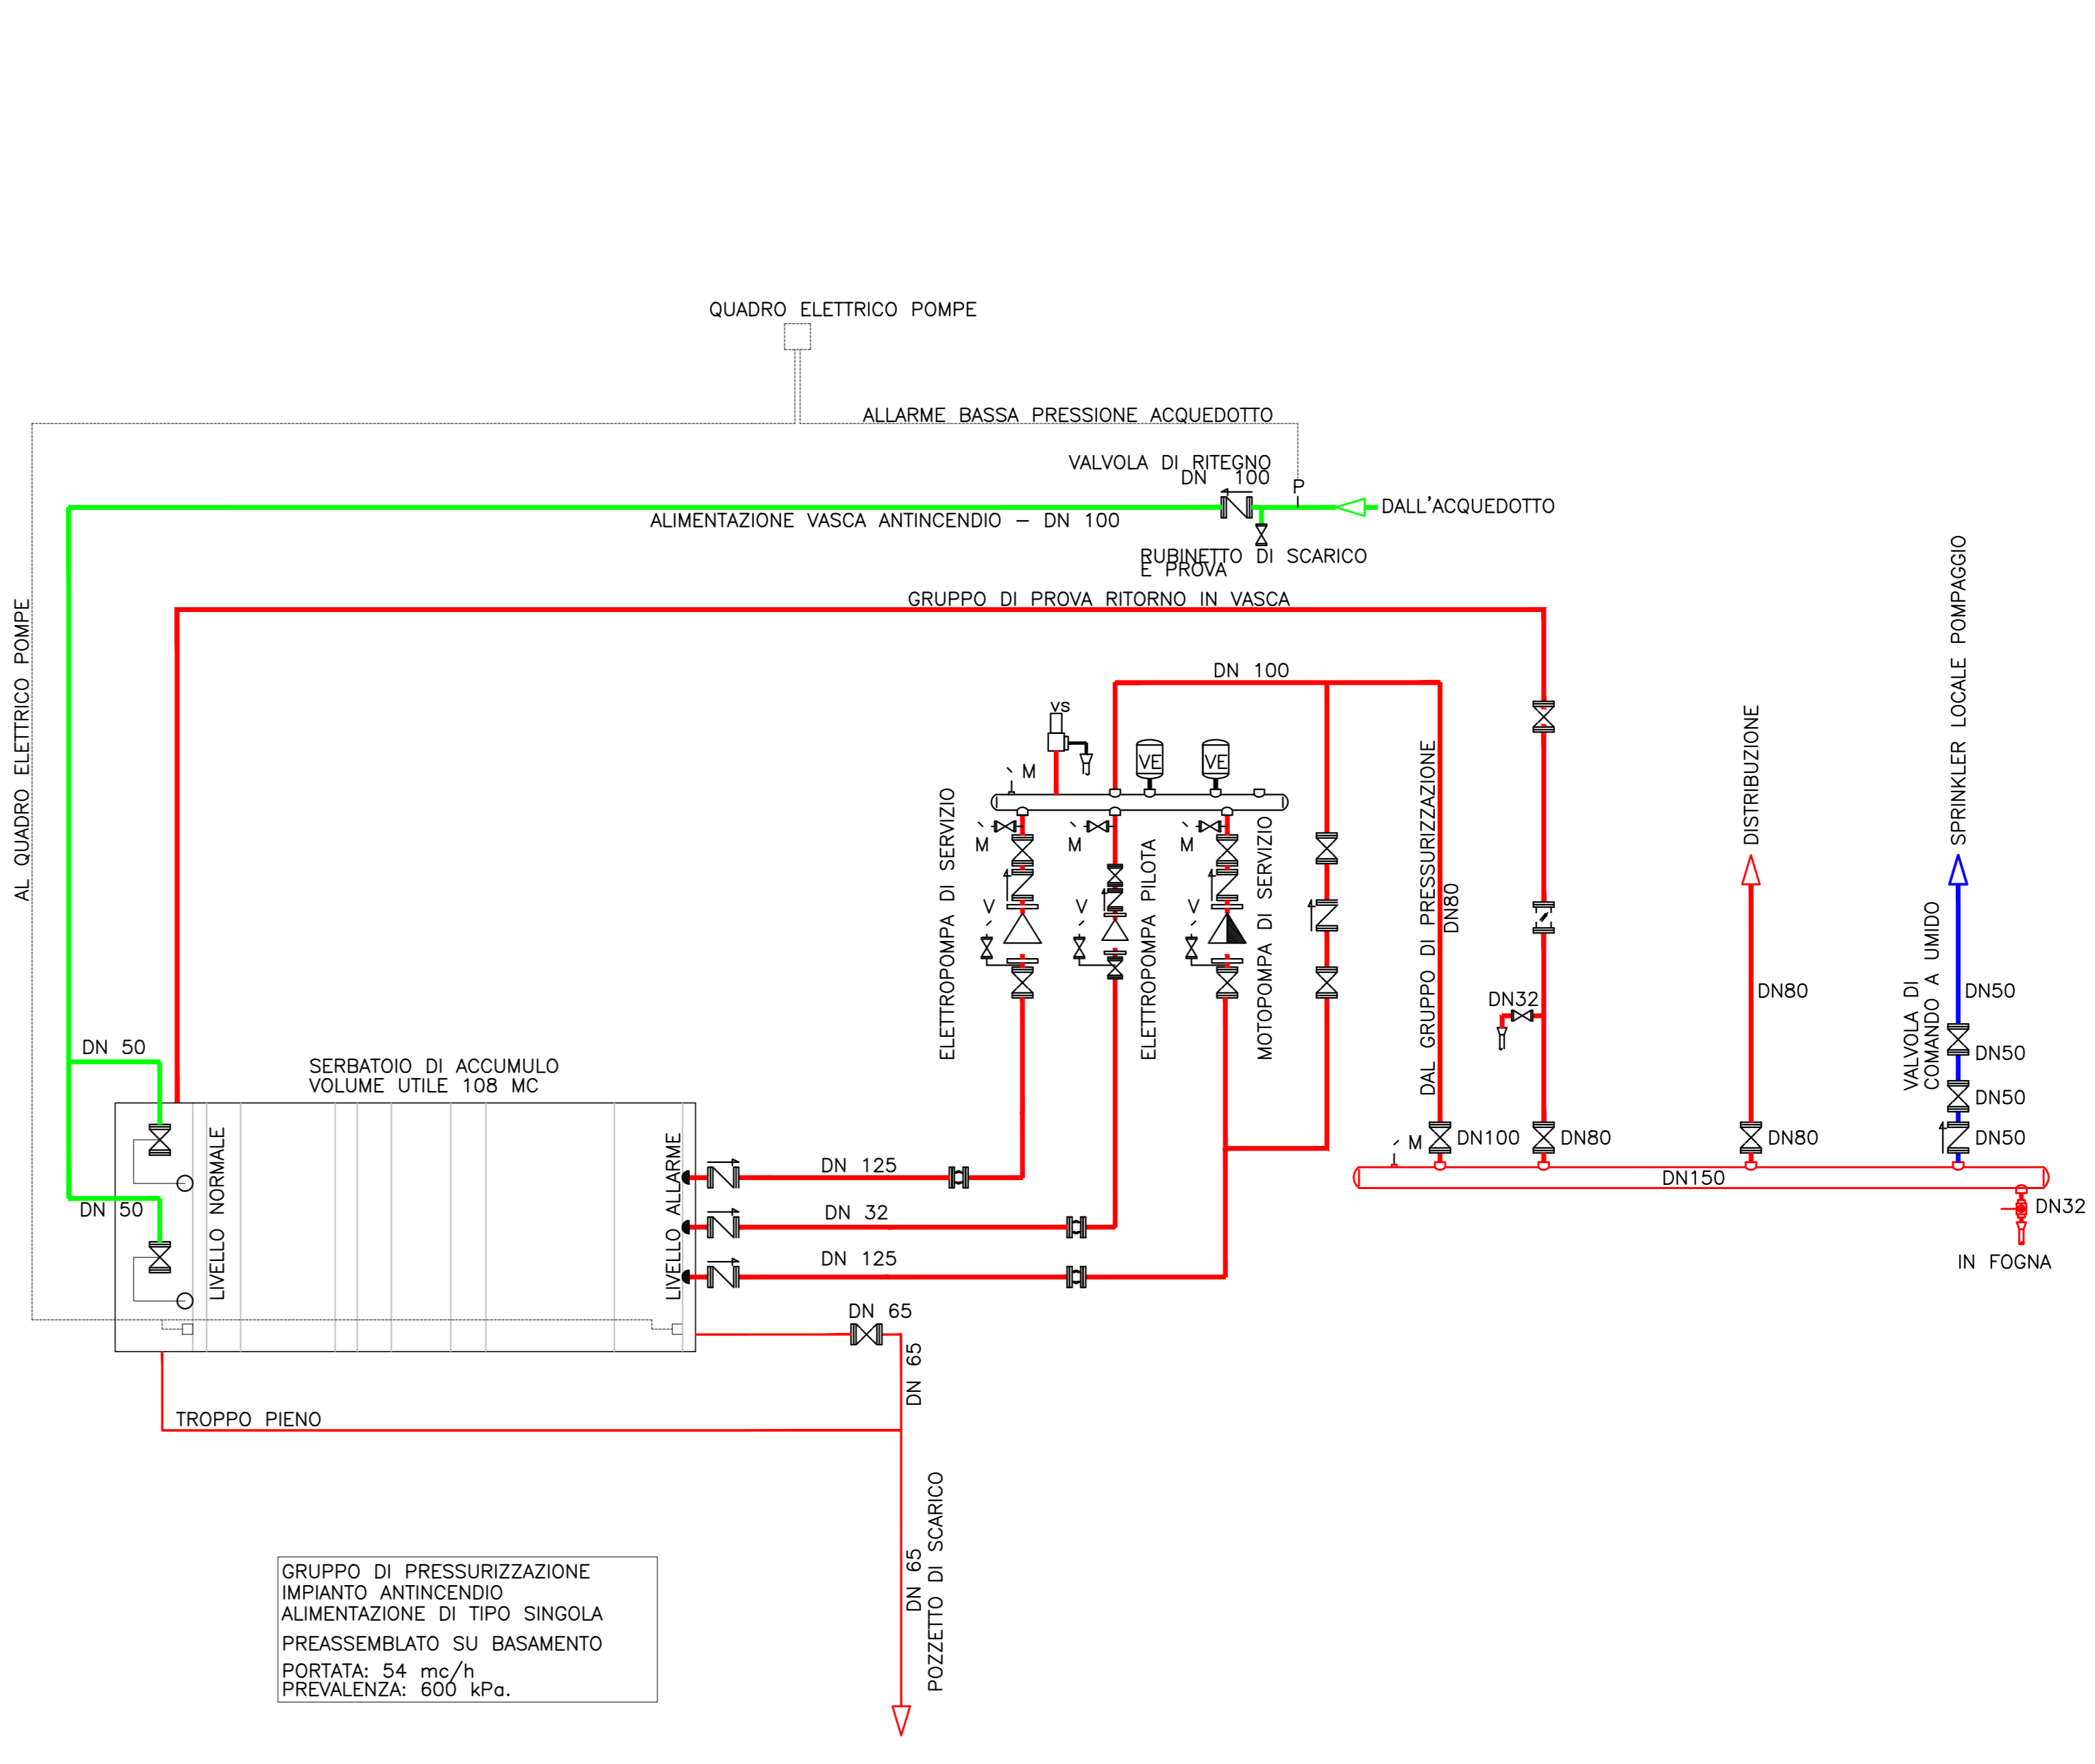 QUADRO ELETTRICO POMPE
ALLARME BASSA PRESSIONE ACQUEDOTTO
VALVOLA DI RITEGNO
DN 100
P
DALL'ACQUEDOTTO
ALIMENTAZIONE VASCA ANTINCENDIO - DN 100
RUBINETTO DI SCARICO
E PROVA
GRUPPO DI PROVA RITORNO IN VASCA
AL QUADRO ELETTRICO POMPE
DN 100
vs
VE
VE
M
M
M
M
V
V
V
ELETTROPOMPA DI SERVIZIO
ELETTROPOMPA PILOTA
MOTOPOMPA DI SERVIZIO
DAL GRUPPO DI PRESSURIZZAZIONE
DN80
DN32
DISTRIBUZIONE
DN80
SPRINKLER LOCALE POMPAGGIO
VALVOLA DI
COMANDO A UMIDO
DN50
DN50
DN50
DN50
M
DN100
DN80
DN80
DN150
DN32
IN FOGNA
DN 50
DN 50
SERBATOIO DI ACCUMULO
VOLUME UTILE 108 MC
LIVELLO NORMALE
LIVELLO ALLARME
DN 125
DN 32
DN 125
DN 65
DN 65
TROPPO PIENO
DN 65
POZZETTO DI SCARICO
GRUPPO DI PRESSURIZZAZIONE
IMPIANTO ANTINCENDIO
ALIMENTAZIONE DI TIPO SINGOLA
PREASSEMBLATO SU BASAMENTO
PORTATA: 54 mc/h
PREVALENZA: 600 kPa.